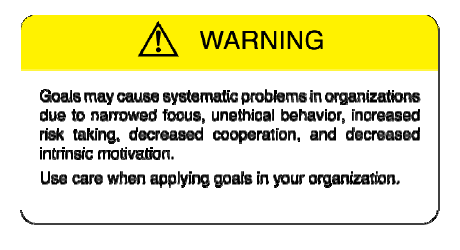 WARNING
Goals may cause systematic problems in organizations
due to narrowed focus, unethical behavior, increased
risk taking, decreased cooperation, and decreased
intrinsic motivation.
Use care when applying goals in your organization.